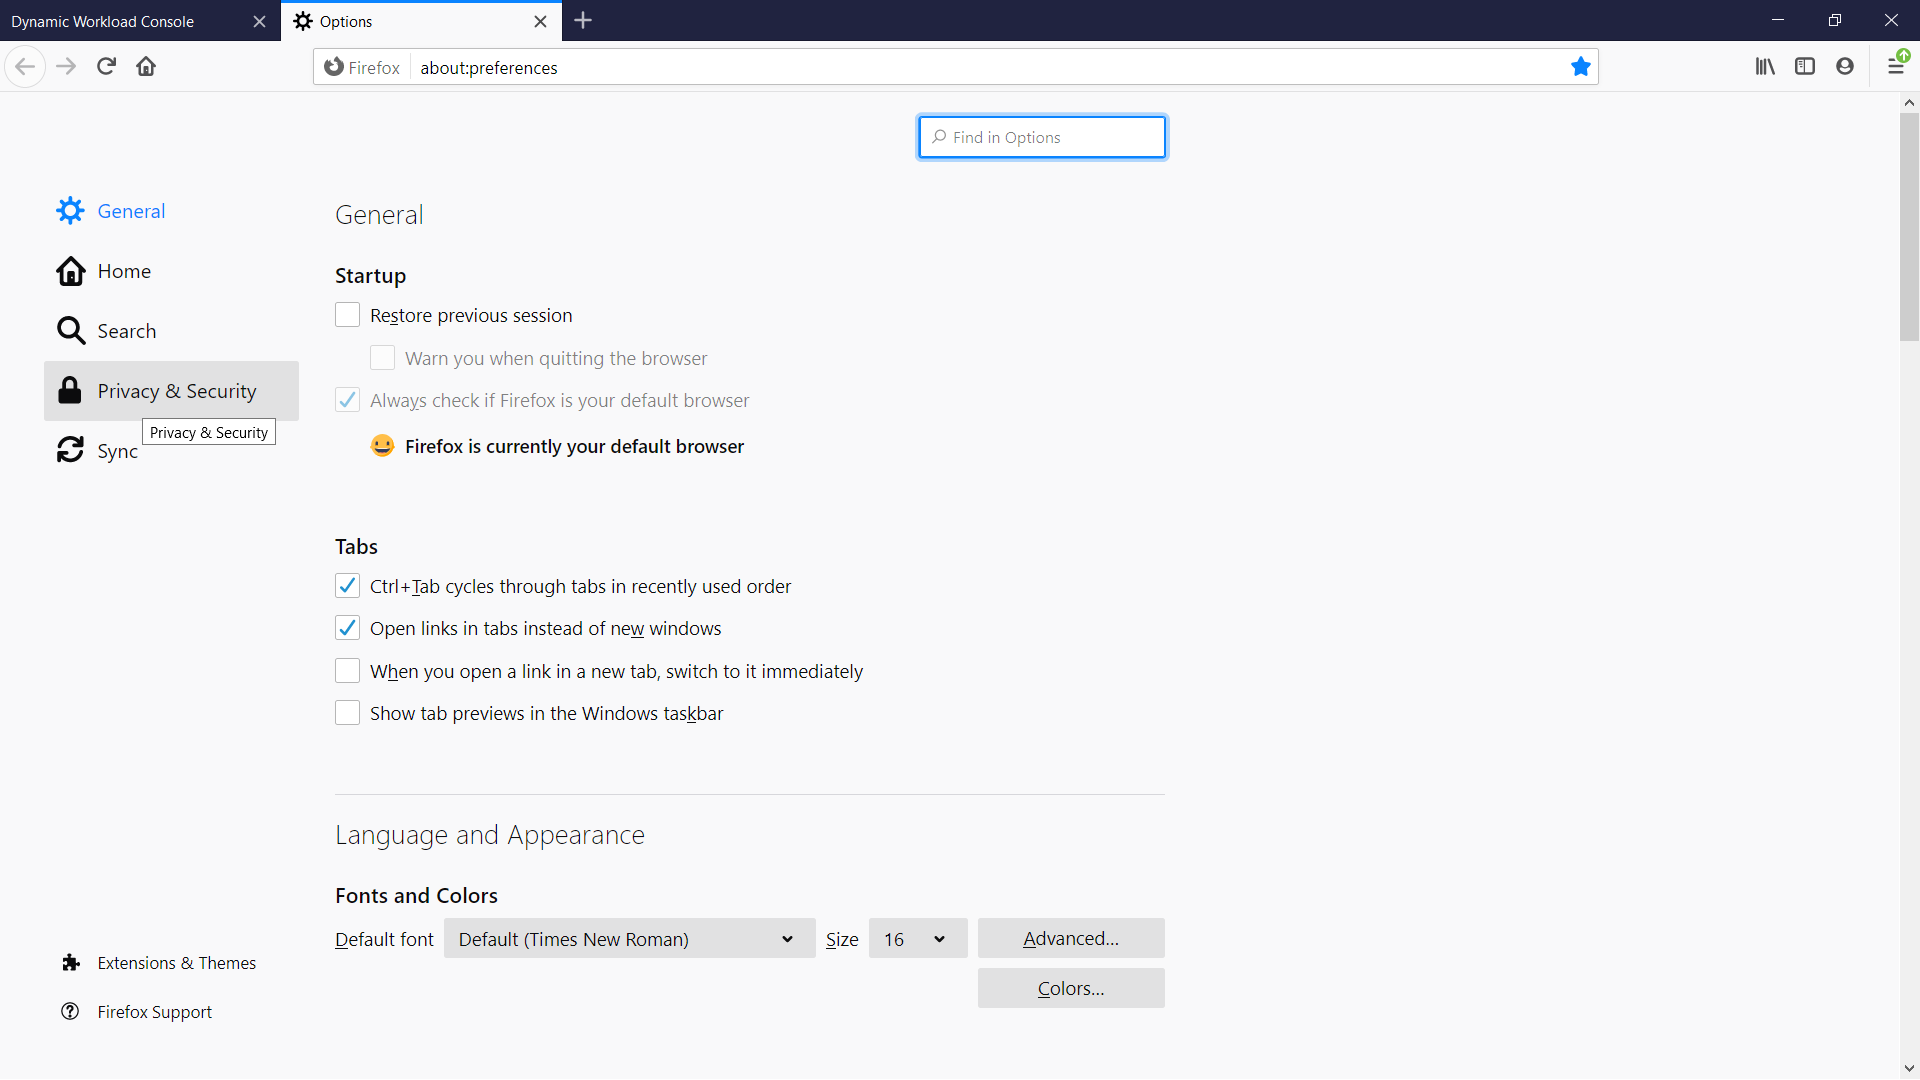 Dynamic Workload Console
Options
Firefox
about:preferences
Find in Options
General
Home
Search
Privacy & Security
Privacy & Security
Sync
Extensions & Themes
Firefox Support
General
Startup
Restore previous session
Warn you when quitting the browser
Always check if Firefox is your default browser
Firefox is currently your default browser
Tabs
Ctrl+Tab cycles through tabs in recently used order
Open links in tabs instead of new windows
When you open a link in a new tab, switch to it immediately
Show tab previews in the Windows taskbar
Language and Appearance
Fonts and Colors
Default font Default (Times New Roman) Size 16 Advanced...
Colors...